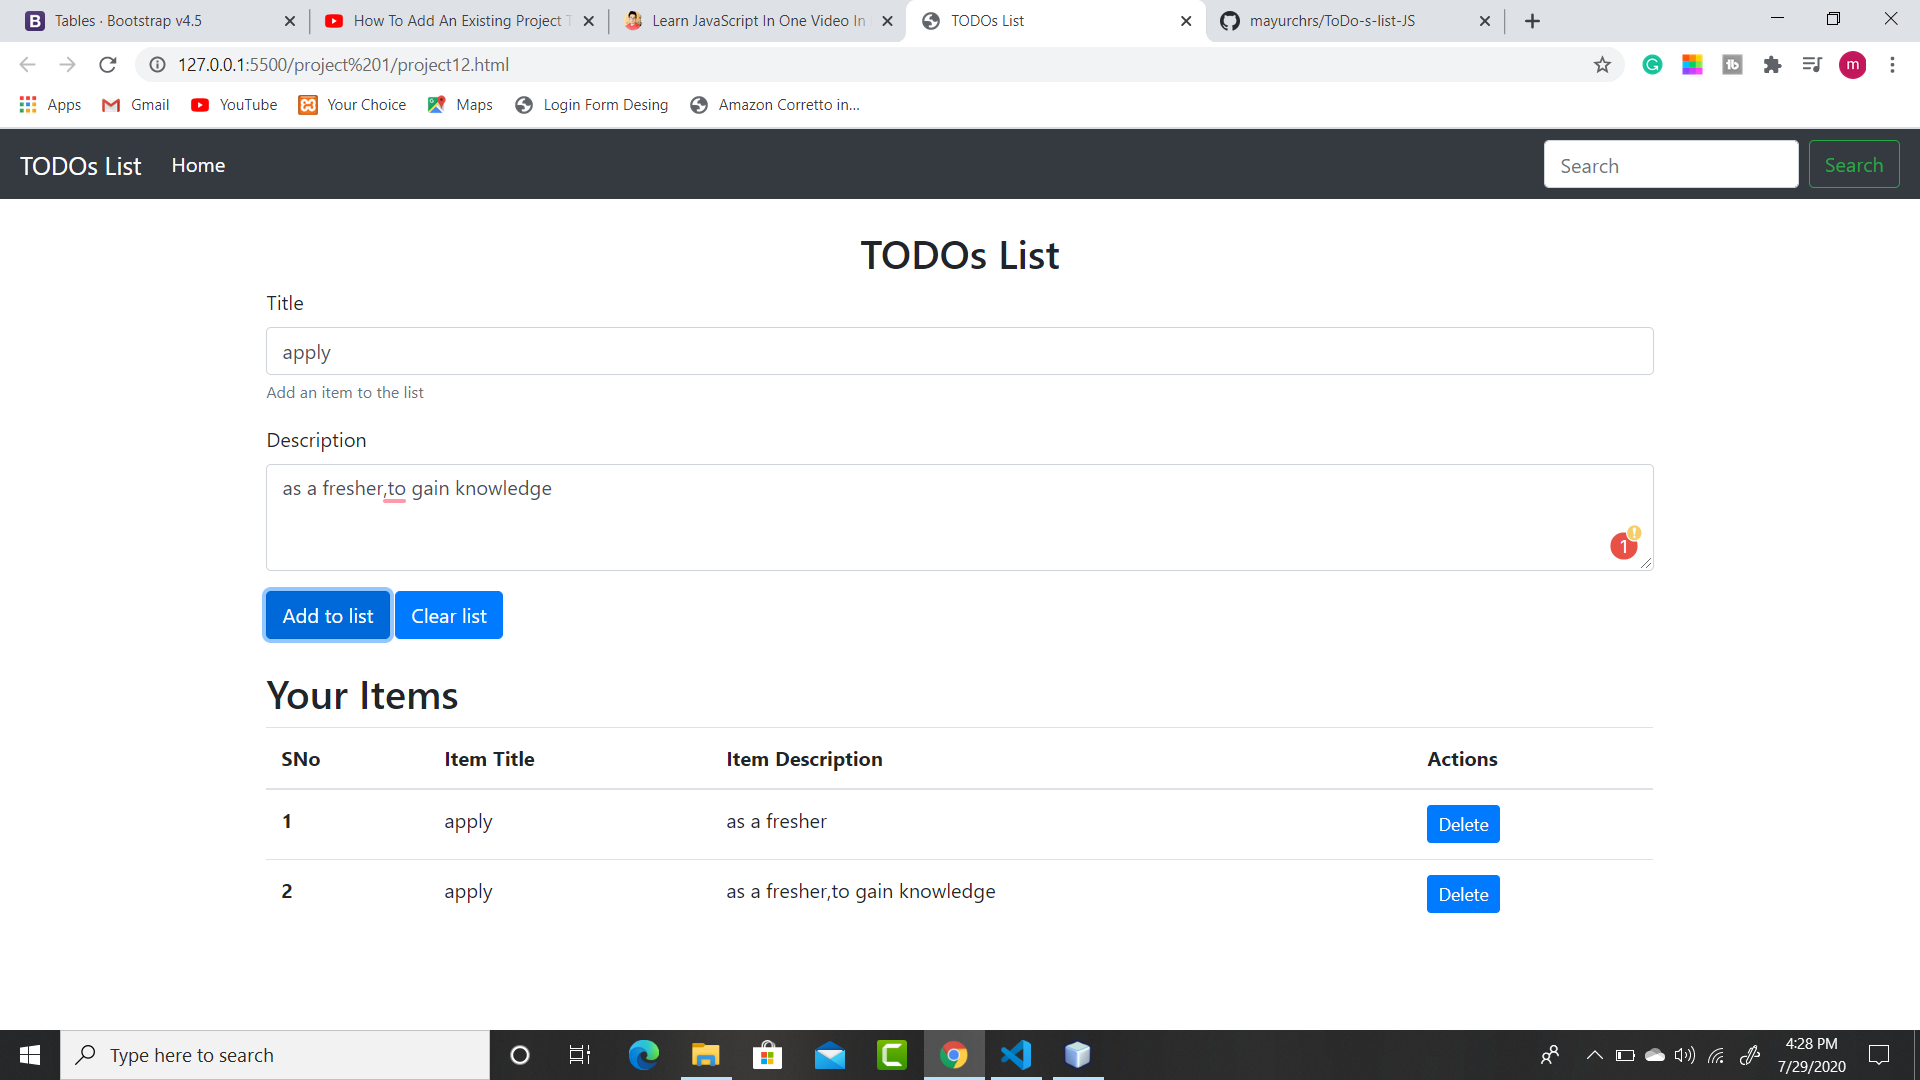 Tables · Bootstrap v4.5
How To Add An Existing Project T
Learn JavaScript In One Video In
TODOs List
mayurchrs/ToDo-s-list-JS
127.0.0.1:5500/project%201/project12.html
m
Apps
Gmail
YouTube
Your Choice
Maps
Login Form Desing
Amazon Corretto in...
TODOs List
Home
Search
Search
TODOs List
Title
apply
Add an item to the list
Description
as a fresher,to gain knowledge
1
Add to list
Clear list
Your Items
SNo Item Title Item Description Actions
1 apply as a fresher Delete
2 apply as a fresher,to gain knowledge Delete
Type here to search
4:28 PM
7/29/2020